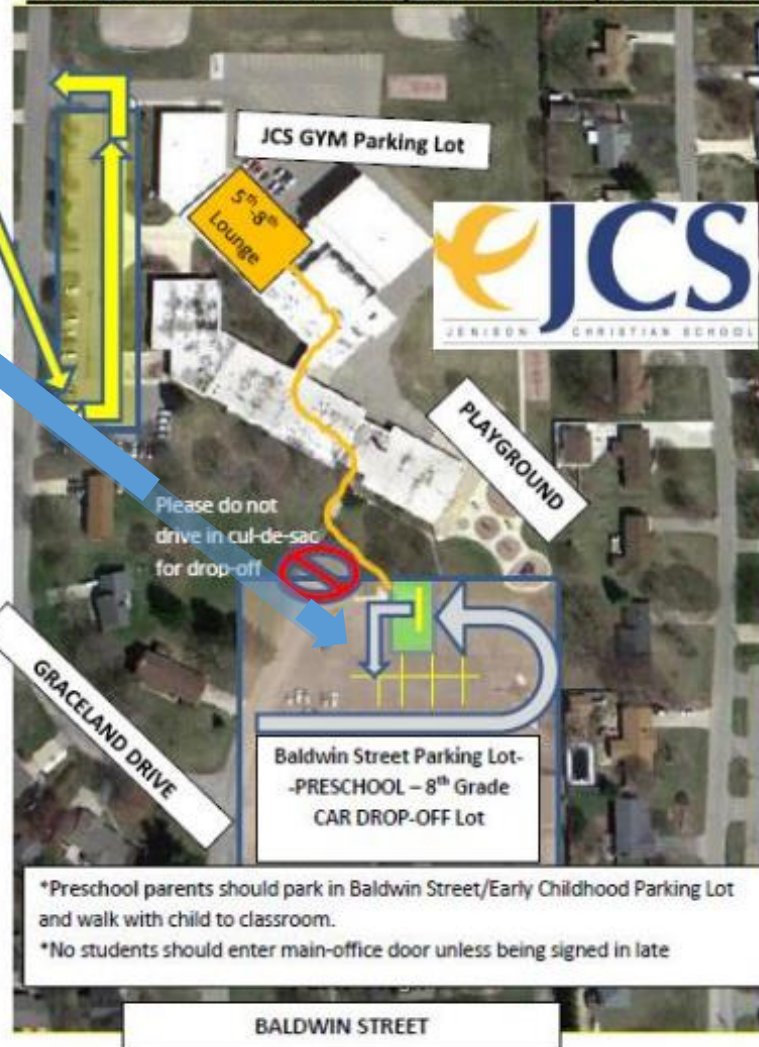 JCS GYM Parking Lot
5th-8th
Lounge
JCS
JENISON CHRISTIAN SCHOOL
PLAYGROUND
Please do not
drive in cul-de-sac
for drop-off
GRACELAND DRIVE
Baldwin Street Parking Lot-
-PRESCHOOL – 8th Grade
CAR DROP-OFF Lot
*Preschool parents should park in Baldwin Street/Early Childhood Parking Lot
and walk with child to classroom.
*No students should enter main-office door unless being signed in late
BALDWIN STREET